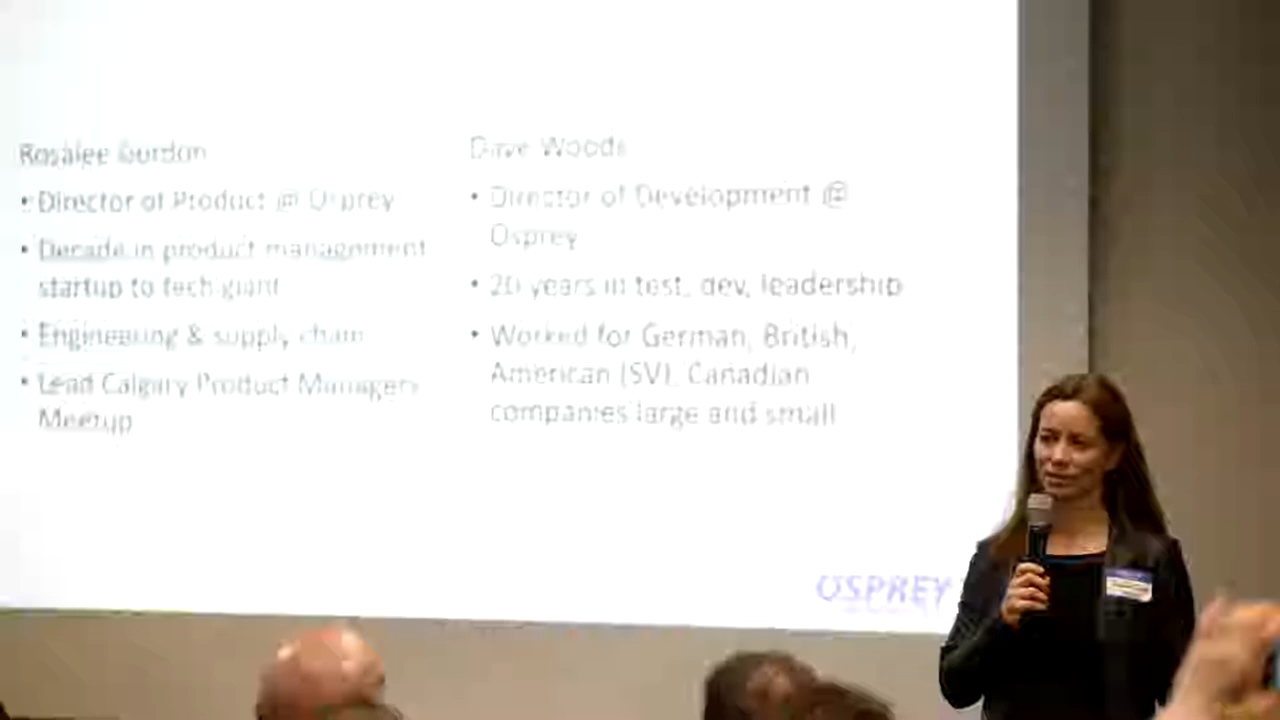 Rosalee Gordon
• Director of Product @ Osprey
• Decade in product management
startup to tech giant
• Engineering & supply chain
• Lead Calgary Product Managers
Meetup
Dave Woods
• Director of Development @
Osprey
• 20 years in test, dev, leadership
• Worked for German, British,
American (SV), Canadian
companies large and small
OSPREY